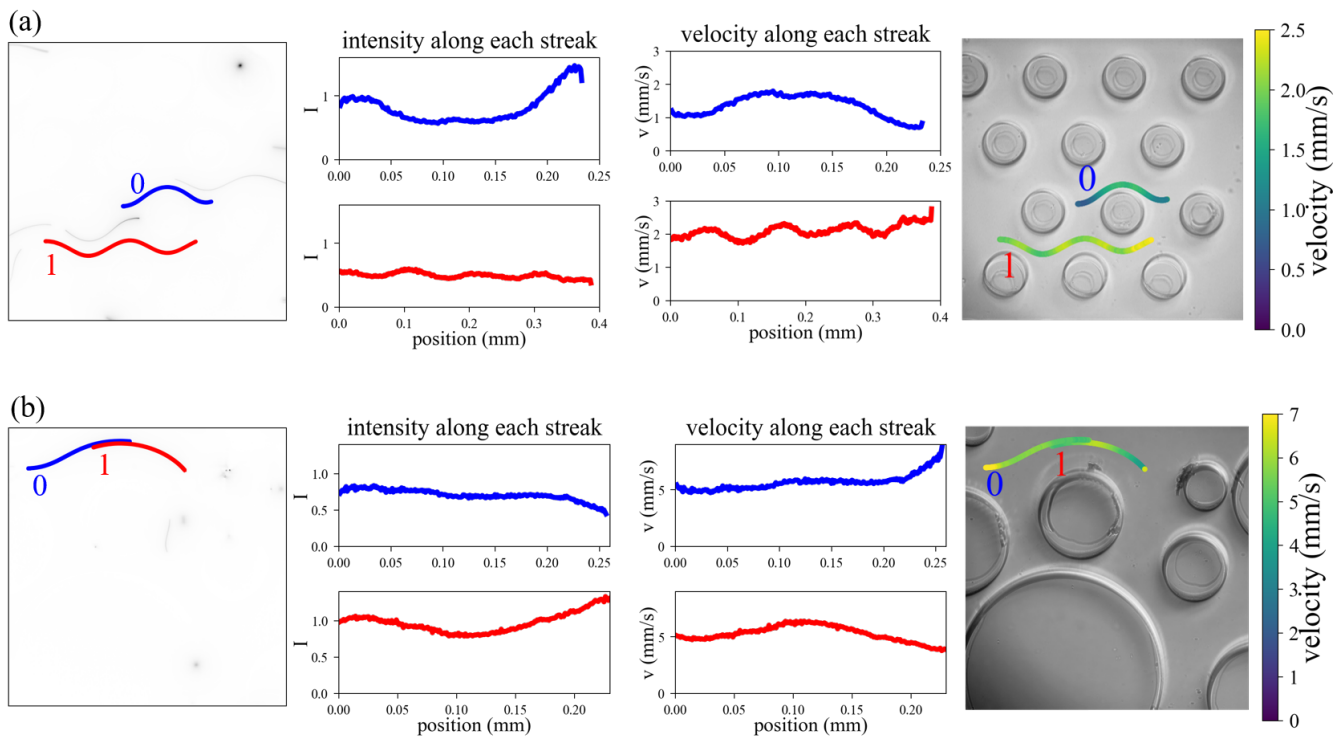 (a)
intensity along each streak
velocity along each streak
0
1
I
1
0
0.00 0.05 0.10 0.15 0.20 0.25
I
1
0
0.0 0.1 0.2 0.3 0.4
position (mm)
v (mm/s)
3
2
1
0
0.00 0.05 0.10 0.15 0.20 0.25
v (mm/s)
3
2
1
0
0.0 0.1 0.2 0.3 0.4
position (mm)
0
1
2.5
2.0
1.5
1.0
0.5
0.0
velocity (mm/s)
(b)
intensity along each streak
velocity along each streak
0
1
I
1.0
0.5
0.0
0.00 0.05 0.10 0.15 0.20 0.25
I
1.0
0.5
0.0
0.00 0.05 0.10 0.15 0.20
position (mm)
v (mm/s)
5
0.00 0.05 0.10 0.15 0.20 0.25
v (mm/s)
5
0.00 0.05 0.10 0.15 0.20
position (mm)
0
1
7
6
5
4
3
2
1
0
velocity (mm/s)